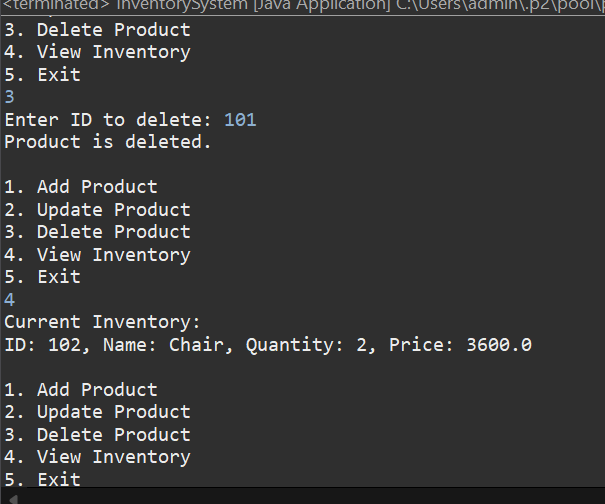 <terminated> InventorySystem [Java Application] C:\Users\admin\.p2\pool\p
3. Delete Product
4. View Inventory
5. Exit
3
Enter ID to delete: 101
Product is deleted.
1. Add Product
2. Update Product
3. Delete Product
4. View Inventory
5. Exit
4
Current Inventory:
ID: 102, Name: Chair, Quantity: 2, Price: 3600.0
1. Add Product
2. Update Product
3. Delete Product
4. View Inventory
5. Exit